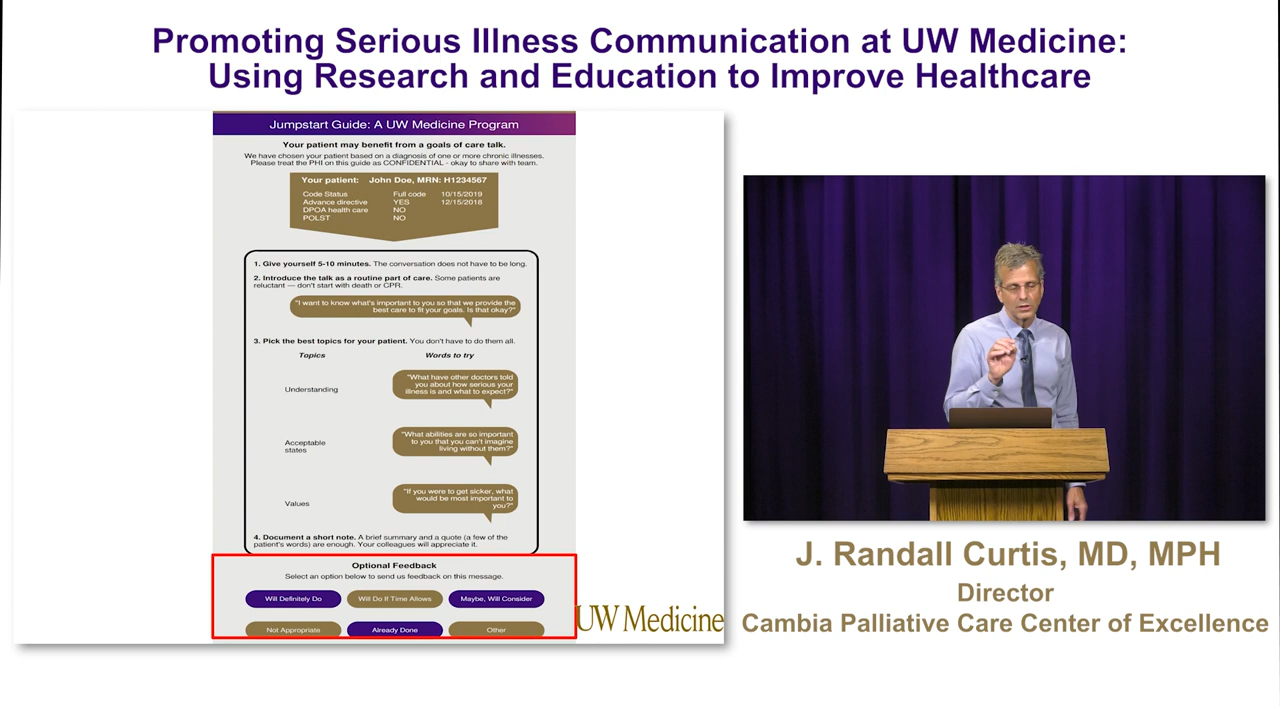 Promoting Serious Illness Communication at UW Medicine:
Using Research and Education to Improve Healthcare
Jumpstart Guide: A UW Medicine Program
Your patient may benefit from a goals of care talk.
We have chosen your patient based on a diagnosis of one or more chronic illnesses.
Please treat the PHI on this guide as CONFIDENTIAL - okay to share with team.
Your patient: John Doe, MRN: H1234567
Code Status Full code 10/15/2019
Advance directive YES 12/15/2018
DPOA health care NO
POLST NO
1. Give yourself 5-10 minutes. The conversation does not have to be long.
2. Introduce the talk as a routine part of care. Some patients are
reluctant — don't start with death or CPR.
"I want to know what's important to you so that we provide the
best care to fit your goals. Is that okay?"
3. Pick the best topics for your patient. You don't have to do them all.
Topics Words to try
Understanding
"What have other doctors told
you about how serious your
illness is and what to expect?"
Acceptable
states
"What abilities are so important
to you that you can't imagine
living without them?"
Values
"If you were to get sicker, what
would be most important to
you?"
4. Document a short note. A brief summary and a quote (a few of the
patient's words) are enough. Your colleagues will appreciate it.
Optional Feedback
Select an option below to send us feedback on this message.
Will Definitely Do Will Do If Time Allows Maybe, Will Consider
Not Appropriate Already Done Other
UW Medicine
J. Randall Curtis, MD, MPH
Director
Cambia Palliative Care Center of Excellence